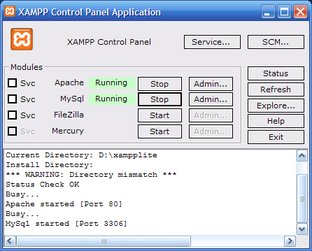 XAMPP Control Panel Application
XAMPP Control Panel
Service...
SCM...
Modules
Svc Apache Running Stop Admin...
Svc MySql Running Stop Admin...
Svc FileZilla Start Admin...
Svc Mercury Start Admin...
Status
Refresh
Explore...
Help
Exit
Current Directory: D:\xampplite
Install Directory:
*** WARNING: Directory mismatch ***
Status Check OK
Busy...
Apache started [Port 80]
Busy...
MySql started [Port 3306]